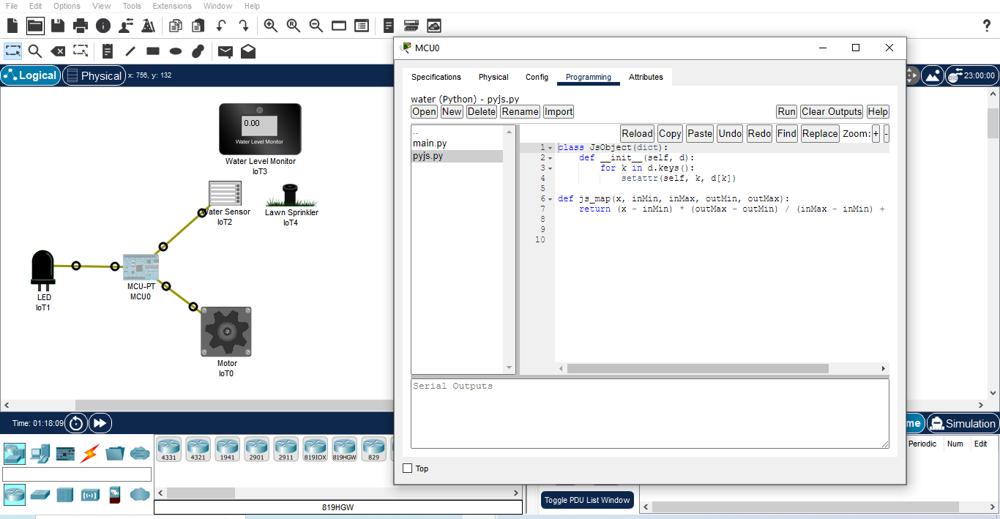 File Edit Options View Tools Extensions Window Help
?
MCU0
Logical
Physical
x: 756, y: 132
23:00:00
Specifications Physical Config Programming Attributes
water (Python) - pyjs.py
Open New Delete Rename Import
Run Clear Outputs Help
..
main.py
pyjs.py
Reload Copy Paste Undo Redo Find Replace Zoom: + -
1 class JsObject(dict):
2 def __init__(self, d):
3 for k in d.keys():
4 setattr(self, k, d[k])
5
6 def js_map(x, inMin, inMax, outMin, outMax):
7 return (x - inMin) * (outMax - outMin) / (inMax - inMin) +
8
9
10
Serial Outputs
Top
0.00
Water Level Monitor
Water Level Monitor
IoT3
Water Sensor
IoT2
Lawn Sprinkler
IoT4
LED
IoT1
MCU-PT
MCU0
Motor
IoT0
Time: 01:18:09
me
Simulation
Periodic Num Edit
4331 4321 1941 2901 2911 819IOX 819HGW 829
819HGW
Toggle PDU List Window